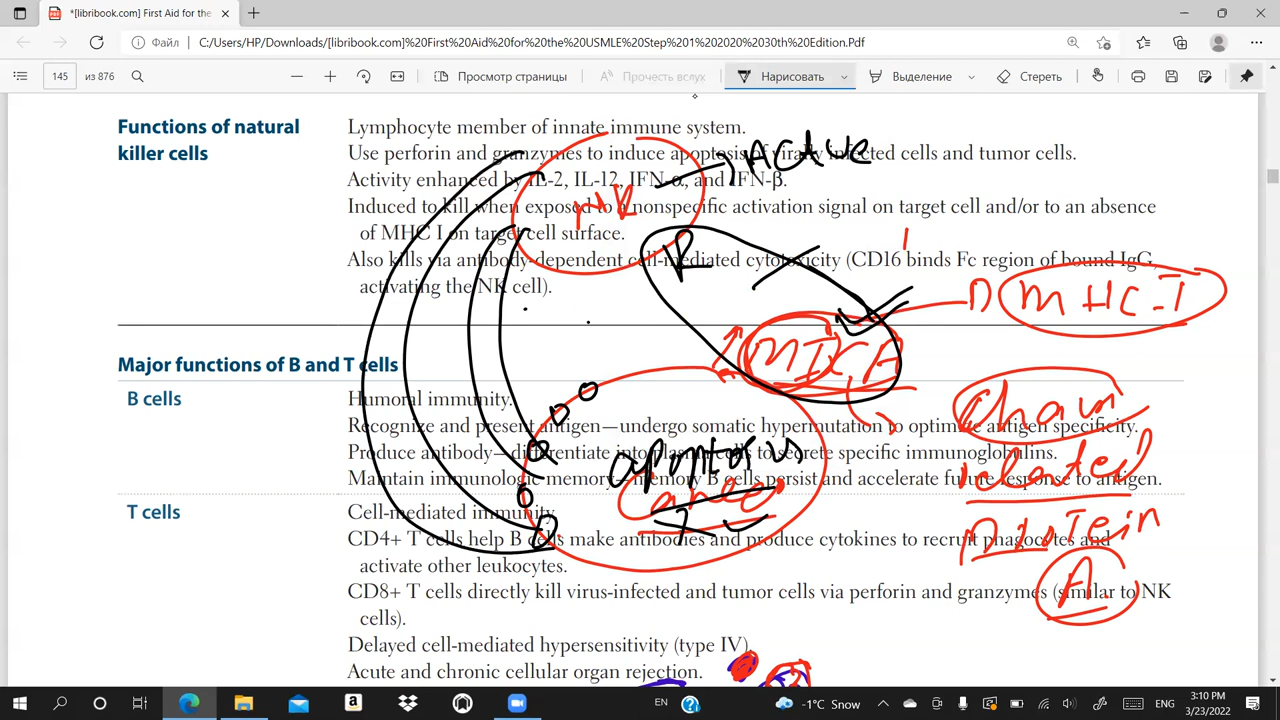 *[libribook.com] First Aid for the
Файл
C:/Users/HP/Downloads/[libribook.com]%20First%20Aid%20for%20the%20USMLE%20Step%201%202020%2030th%20Edition.Pdf
145 из 876
Просмотр страницы
Прочесть вслух
Нарисовать
Выделение
Стереть
Functions of natural
killer cells
Lymphocyte member of innate immune system.
Use perforin and granzymes to induce apoptosis of virally infected cells and tumor cells.
Activity enhanced by IL-2, IL-12, IFN-α, and IFN-β.
Induced to kill when exposed to a nonspecific activation signal on target cell and/or to an absence
of MHC I on target cell surface.
Also kills via antibody-dependent cell-mediated cytotoxicity (CD16 binds Fc region of bound IgG,
activating the NK cell).
NK
Active
R
MHC-I
MICA
Chain
related
protein
A
apoptosis
cancer
Major functions of B and T cells
B cells
Humoral immunity.
Recognize and present antigen—undergo somatic hypermutation to optimize antigen specificity.
Produce antibody—differentiate into plasma cells to secrete specific immunoglobulins.
Maintain immunologic memory—memory B cells persist and accelerate future response to antigen.
T cells
Cell-mediated immunity.
CD4+ T cells help B cells make antibodies and produce cytokines to recruit phagocytes and
activate other leukocytes.
CD8+ T cells directly kill virus-infected and tumor cells via perforin and granzymes (similar to NK
cells).
Delayed cell-mediated hypersensitivity (type IV).
Acute and chronic cellular organ rejection.
EN
-1°C Snow
ENG
3:10 PM
3/23/2022